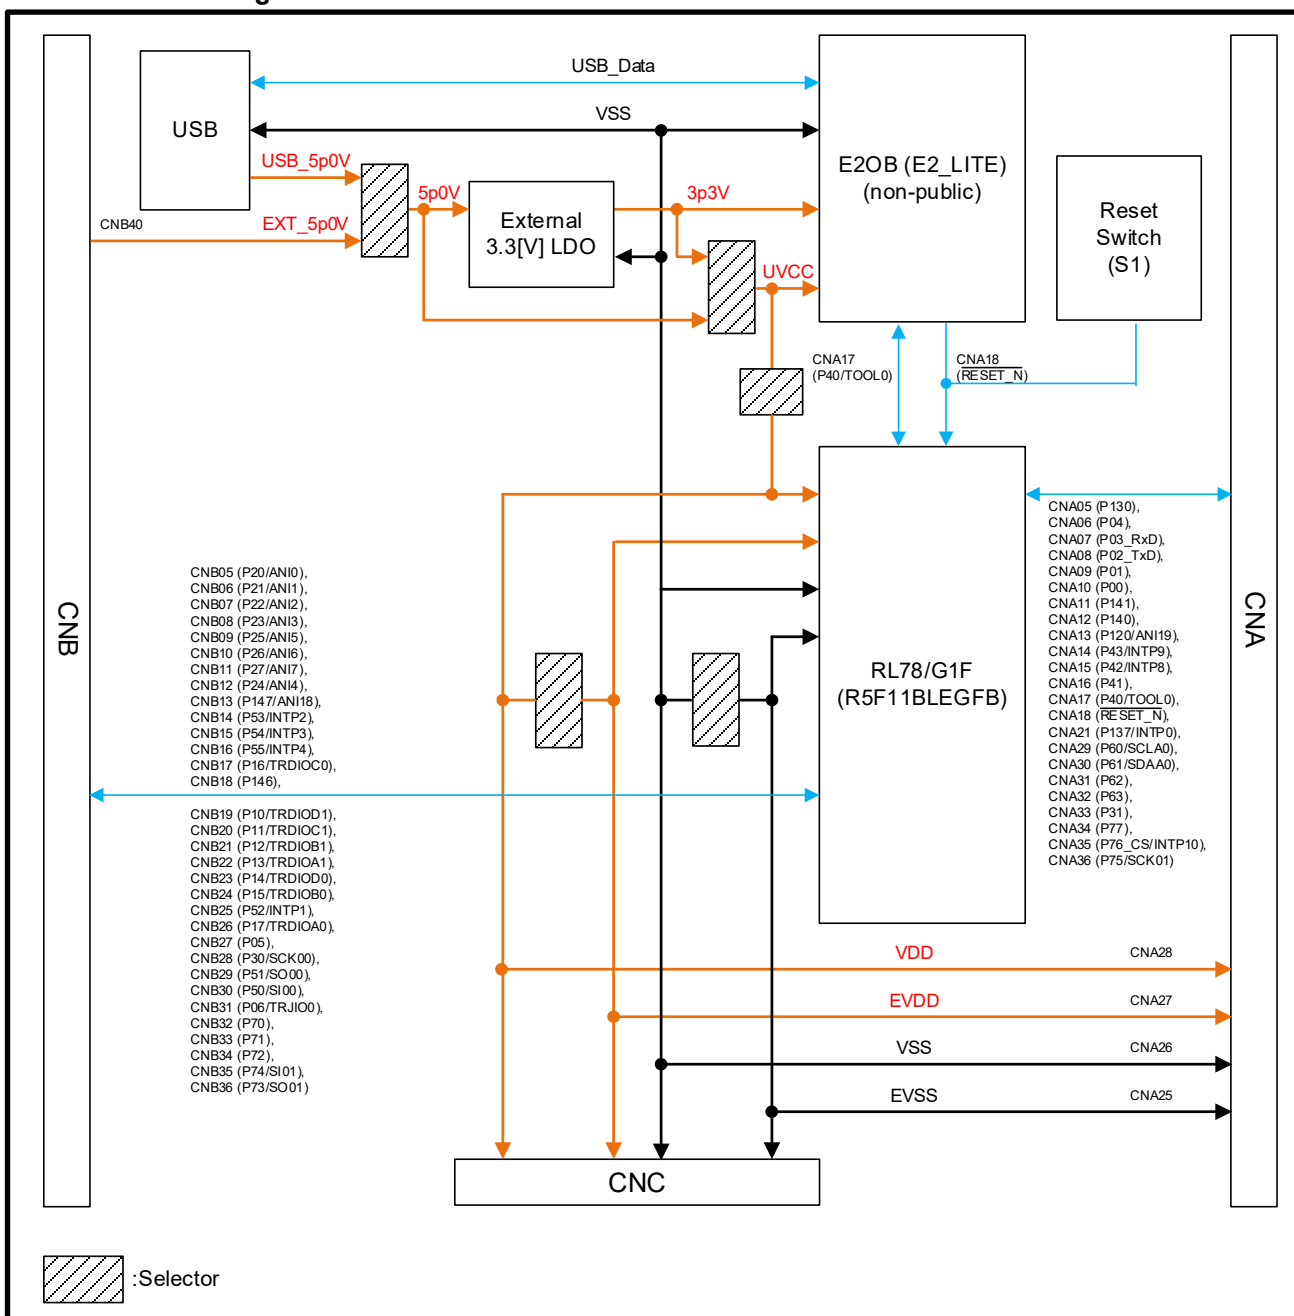 USB_Data
VSS
USB
USB_5p0V
CNB40
EXT_5p0V
5p0V
External
3.3[V] LDO
3p3V
UVCC
E2OB (E2_LITE)
(non-public)
Reset
Switch
(S1)
CNA17
(P40/TOOL0)
CNA18
(RESET_N)
CNB
CNB05 (P20/ANI0),
CNB06 (P21/ANI1),
CNB07 (P22/ANI2),
CNB08 (P23/ANI3),
CNB09 (P25/ANI5),
CNB10 (P26/ANI6),
CNB11 (P27/ANI7),
CNB12 (P24/ANI4),
CNB13 (P147/ANI18),
CNB14 (P53/INTP2),
CNB15 (P54/INTP3),
CNB16 (P55/INTP4),
CNB17 (P16/TRDIOC0),
CNB18 (P146),
CNB19 (P10/TRDIOD1),
CNB20 (P11/TRDIOC1),
CNB21 (P12/TRDIOB1),
CNB22 (P13/TRDIOA1),
CNB23 (P14/TRDIOD0),
CNB24 (P15/TRDIOB0),
CNB25 (P52/INTP1),
CNB26 (P17/TRDIOA0),
CNB27 (P05),
CNB28 (P30/SCK00),
CNB29 (P51/SO00),
CNB30 (P50/SI00),
CNB31 (P06/TRJIO0),
CNB32 (P70),
CNB33 (P71),
CNB34 (P72),
CNB35 (P74/SI01),
CNB36 (P73/SO01)
RL78/G1F
(R5F11BLEGFB)
CNA05 (P130),
CNA06 (P04),
CNA07 (P03_RxD),
CNA08 (P02_TxD),
CNA09 (P01),
CNA10 (P00),
CNA11 (P141),
CNA12 (P140),
CNA13 (P120/ANI19),
CNA14 (P43/INTP9),
CNA15 (P42/INTP8),
CNA16 (P41),
CNA17 (P40/TOOL0),
CNA18 (RESET_N),
CNA21 (P137/INTP0),
CNA29 (P60/SCLA0),
CNA30 (P61/SDAA0),
CNA31 (P62),
CNA32 (P63),
CNA33 (P31),
CNA34 (P77),
CNA35 (P76_CS/INTP10),
CNA36 (P75/SCK01)
CNA
VDD CNA28
EVDD CNA27
VSS CNA26
EVSS CNA25
CNC
:Selector